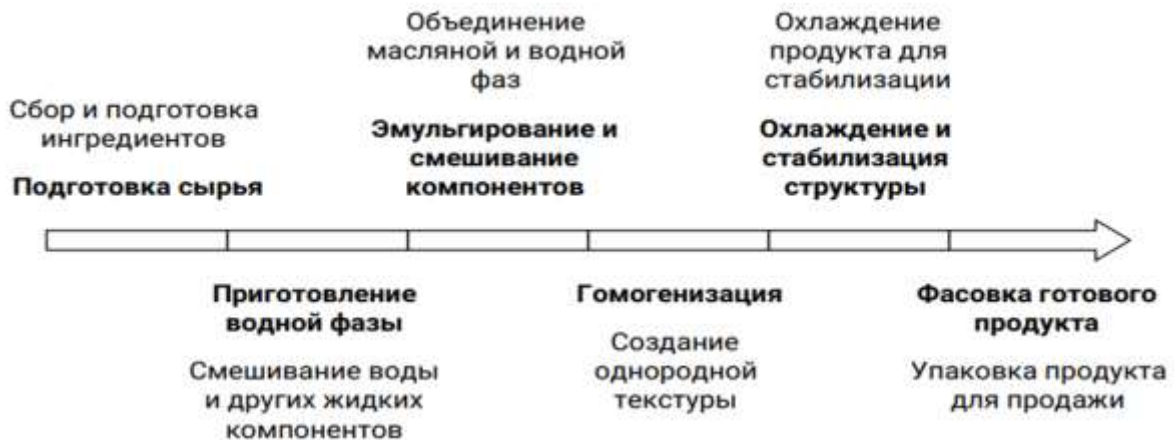 Сбор и подготовка
ингредиентов
Подготовка сырья
Приготовление
водной фазы
Смешивание воды
и других жидких
компонентов
Объединение
масляной и водной
фаз
Эмульгирование и
смешивание
компонентов
Гомогенизация
Создание
однородной
текстуры
Охлаждение
продукта для
стабилизации
Охлаждение и
стабилизация
структуры
Фасовка готового
продукта
Упаковка продукта
для продажи